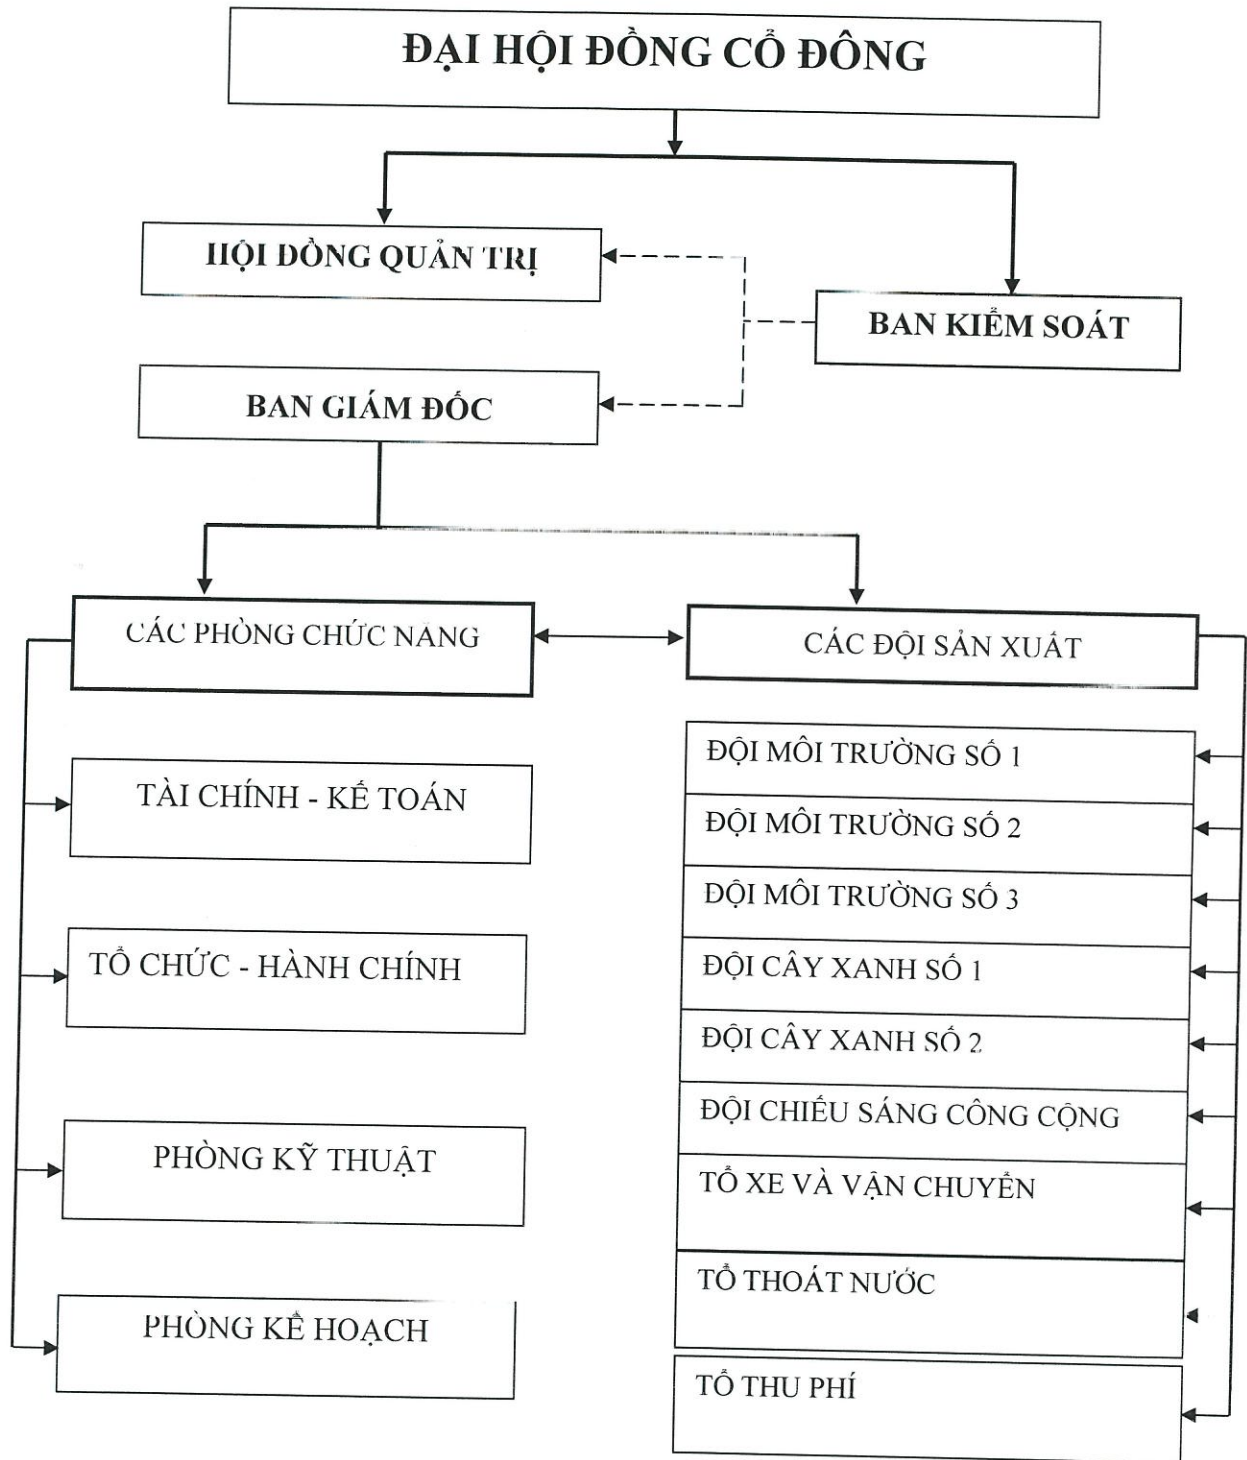 ĐẠI HỘI ĐỒNG CỔ ĐÔNG
HỘI ĐỒNG QUẢN TRỊ
BAN KIỂM SOÁT
BAN GIÁM ĐỐC
CÁC PHÒNG CHỨC NĂNG
CÁC ĐỘI SẢN XUẤT
TÀI CHÍNH - KẾ TOÁN
TỔ CHỨC - HÀNH CHÍNH
PHÒNG KỸ THUẬT
PHÒNG KẾ HOẠCH
ĐỘI MÔI TRƯỜNG SỐ 1
ĐỘI MÔI TRƯỜNG SỐ 2
ĐỘI MÔI TRƯỜNG SỐ 3
ĐỘI CÂY XANH SỐ 1
ĐỘI CÂY XANH SỐ 2
ĐỘI CHIẾU SÁNG CÔNG CỘNG
TỔ XE VÀ VẬN CHUYỂN
TỔ THOÁT NƯỚC
TỔ THU PHÍ